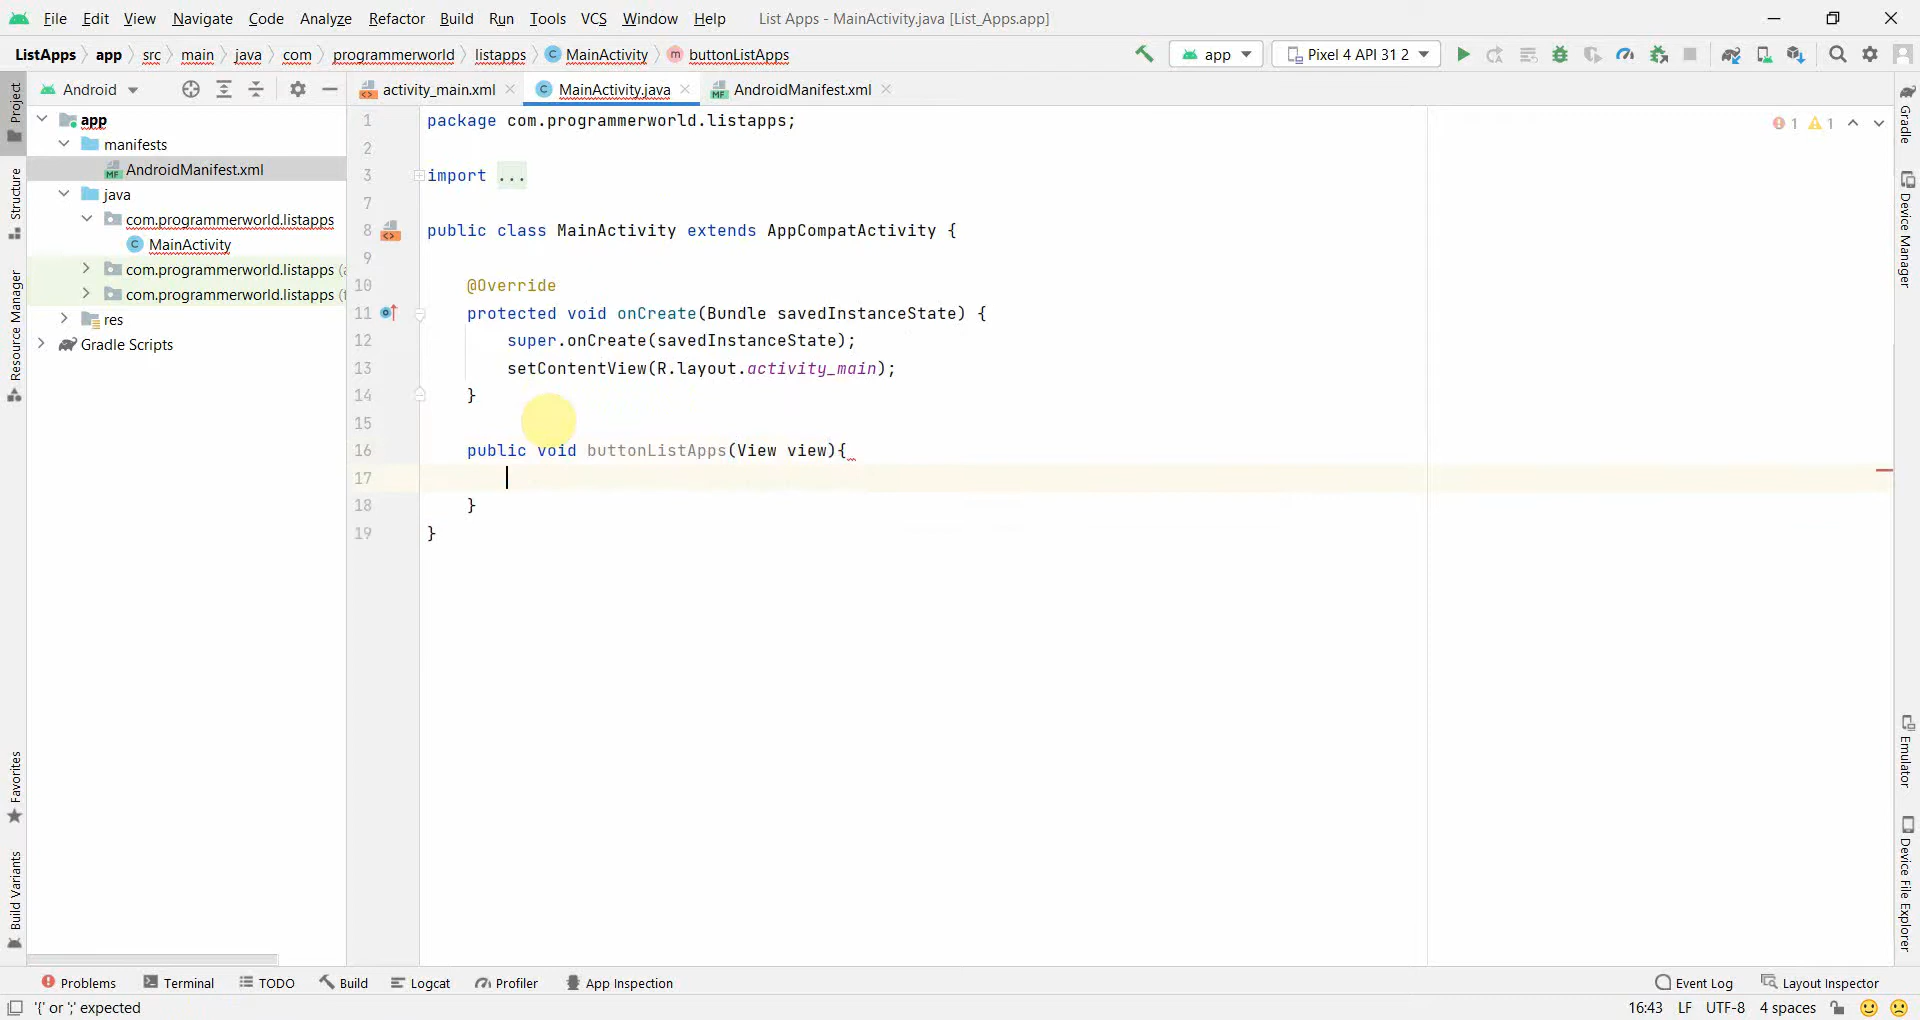 File Edit View Navigate Code Analyze Refactor Build Run Tools VCS Window Help List Apps - MainActivity.java [List_Apps.app]
ListApps app src main java com programmerworld listapps C MainActivity m buttonListApps app Pixel 4 API 31 2
Android activity_main.xml C MainActivity.java MF AndroidManifest.xml
Project
Structure
Resource Manager
Favorites
Build Variants
app
manifests
MF AndroidManifest.xml
java
com.programmerworld.listapps
C MainActivity
com.programmerworld.listapps
com.programmerworld.listapps
res
Gradle Scripts
1 package com.programmerworld.listapps;
2
3 import ...
7
8 public class MainActivity extends AppCompatActivity {
9
10 @Override
11 protected void onCreate(Bundle savedInstanceState) {
12 super.onCreate(savedInstanceState);
13 setContentView(R.layout.activity_main);
14 }
15
16 public void buttonListApps(View view){
17
18 }
19 }
1 1
Gradle
Device Manager
Emulator
Device File Explorer
Problems Terminal TODO Build Logcat Profiler App Inspection Event Log Layout Inspector
'{' or ';' expected 16:43 LF UTF-8 4 spaces